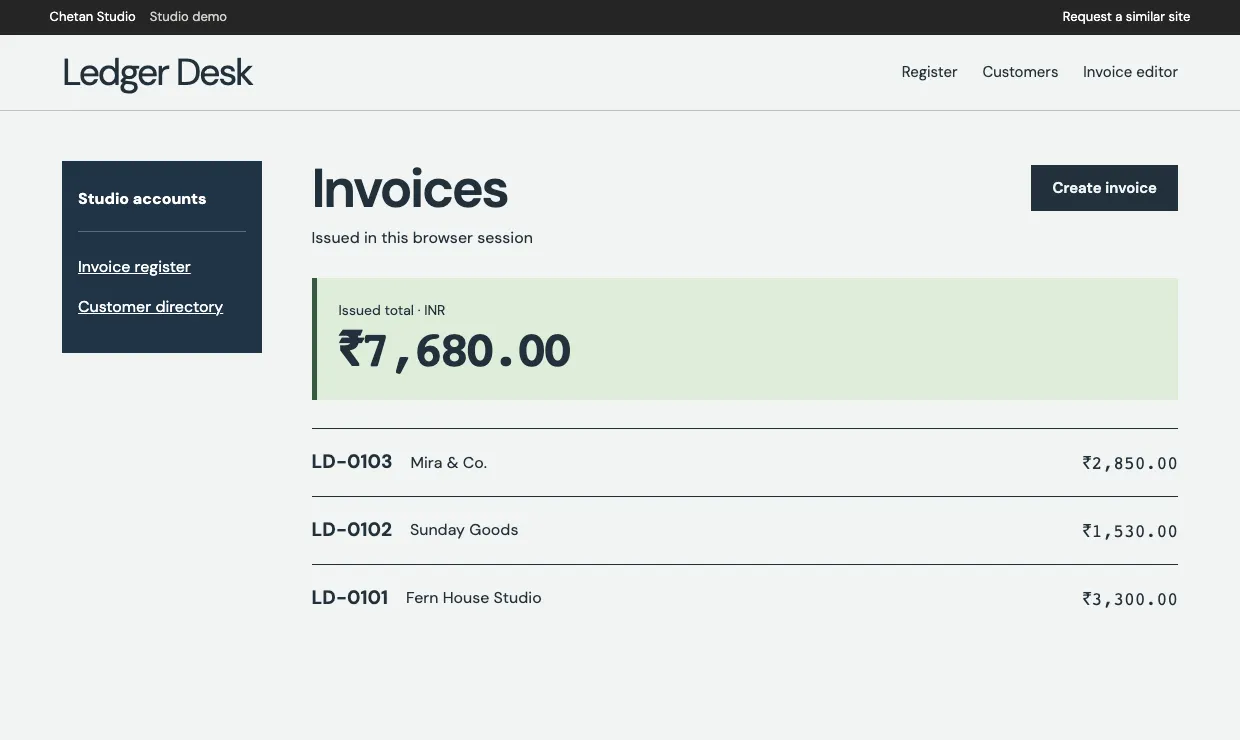 Chetan Studio Studio demo Request a similar site
Ledger Desk Register Customers Invoice editor
Studio accounts
Invoice register
Customer directory
Invoices Create invoice
Issued in this browser session
Issued total · INR
₹7,680.00
LD-0103 Mira & Co. ₹2,850.00
LD-0102 Sunday Goods ₹1,530.00
LD-0101 Fern House Studio ₹3,300.00